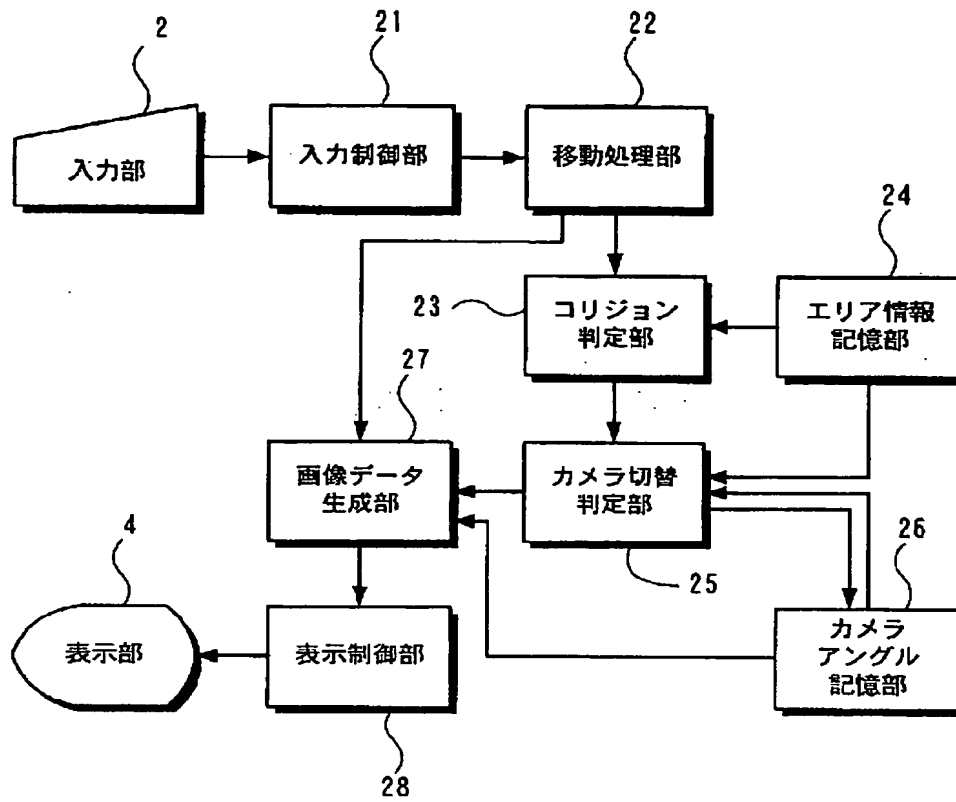 2
21
22
入力部
入力制御部
移動処理部
24
23
コリジョン
判定部
エリア情報
記憶部
27
画像データ
生成部
カメラ切替
判定部
4
25
26
表示部
表示制御部
カメラ
アングル
記憶部
28